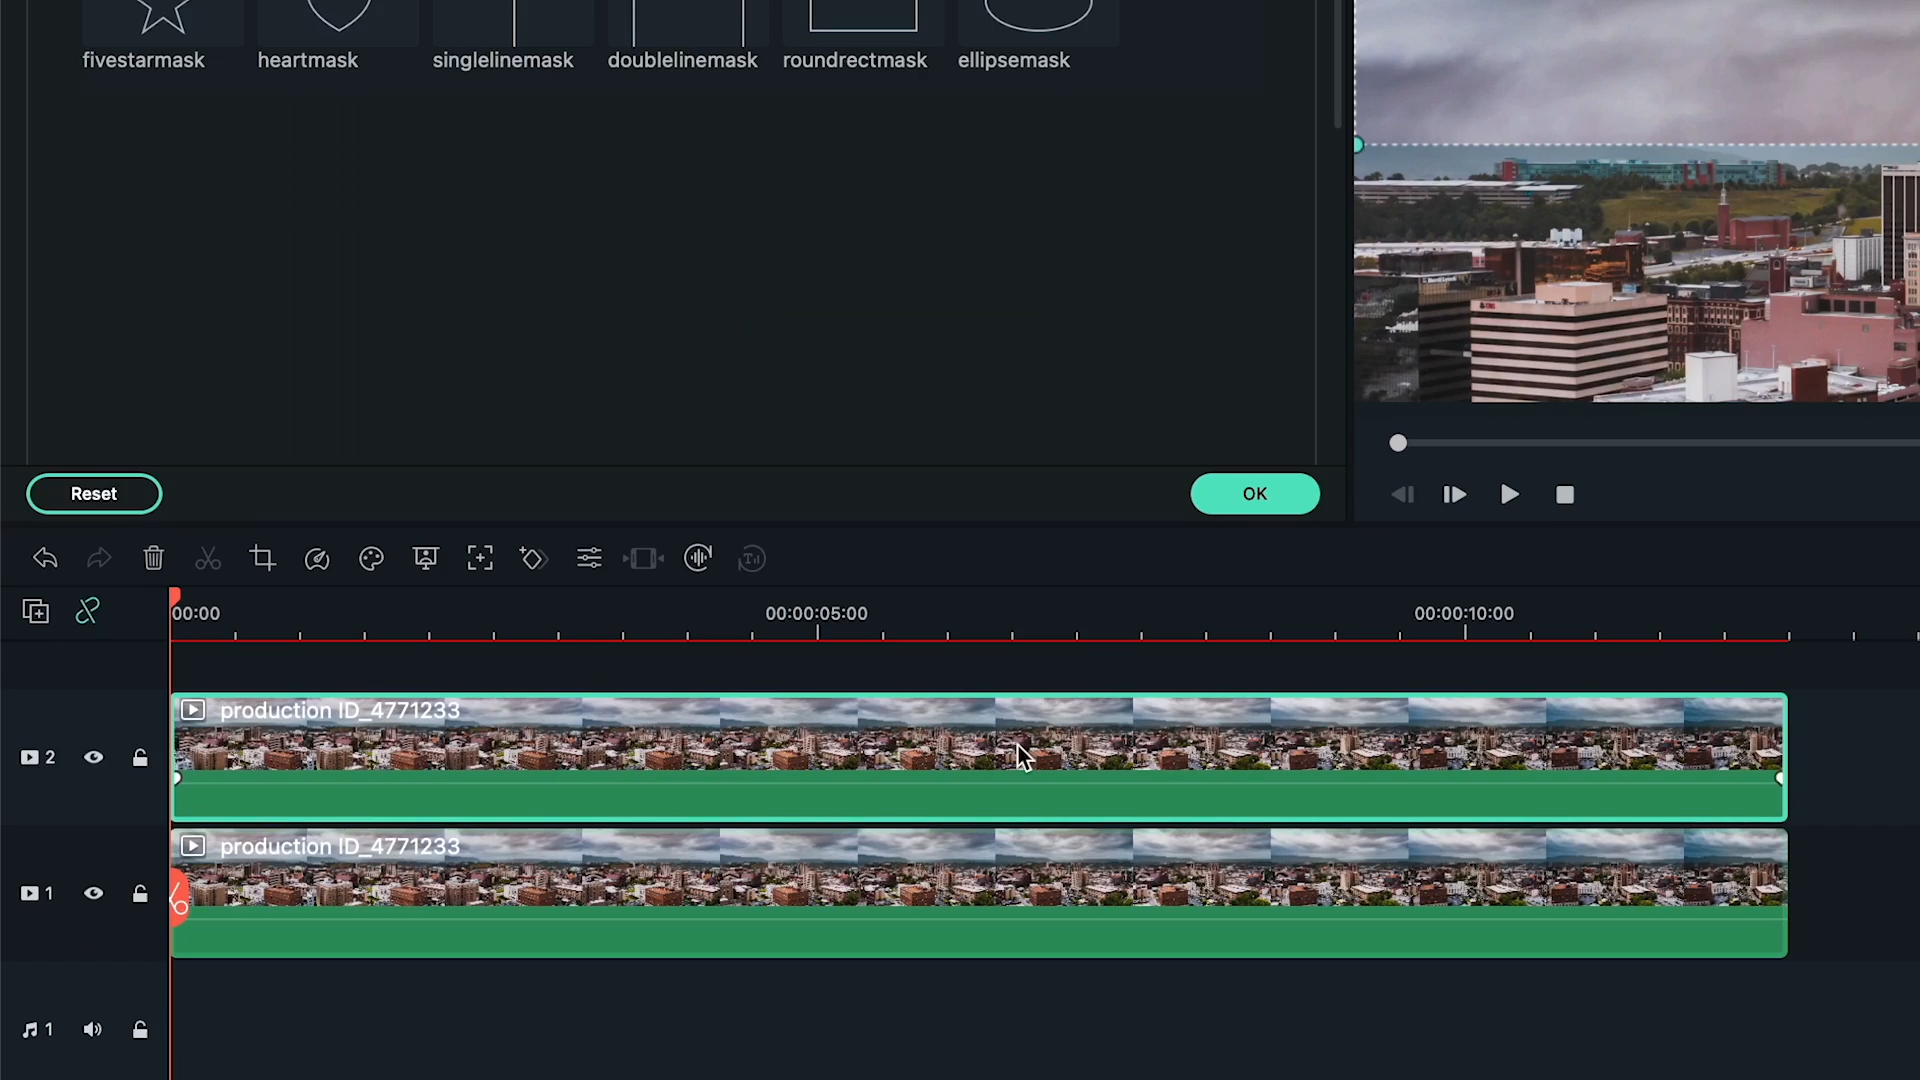 fivestarmask heartmask singlelinemask doublelinemask roundrectmask ellipsemask
Reset OK
00:00 00:00:05:00 00:00:10:00
production ID_4771233
2
production ID_4771233
1
1